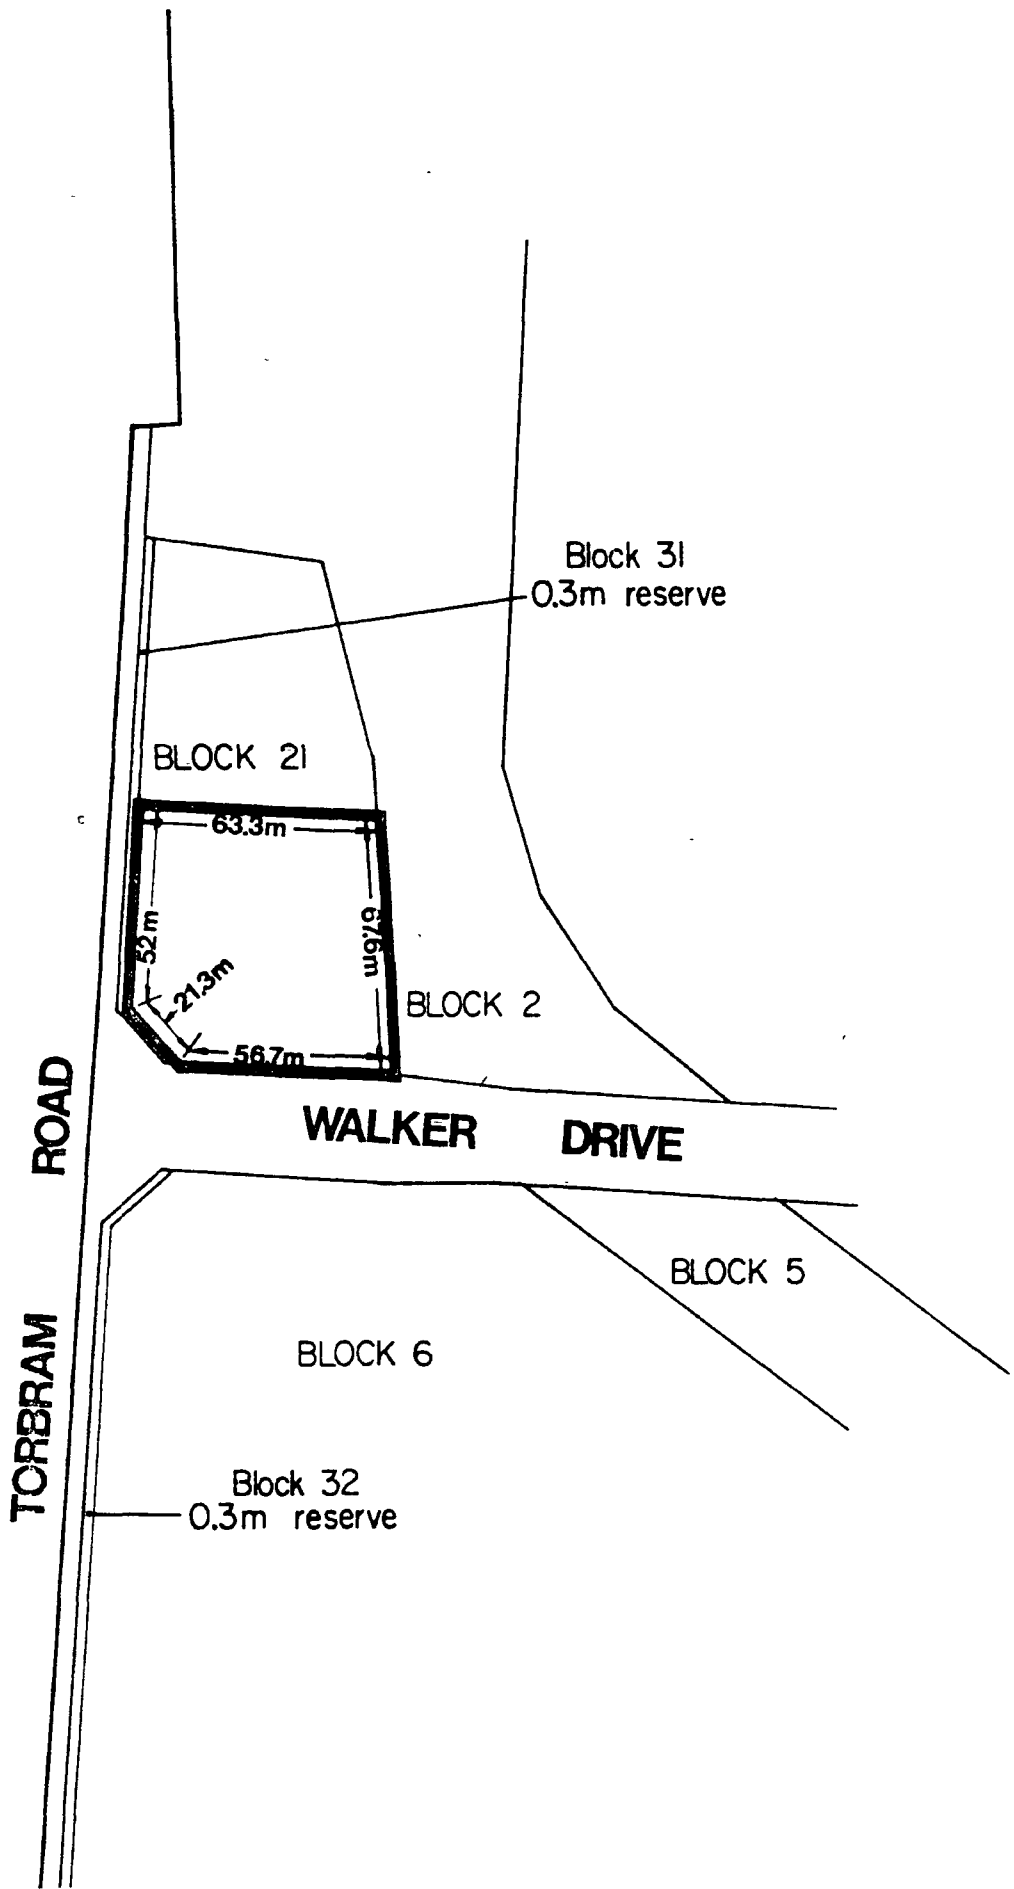 Block 31
0.3m reserve
BLOCK 21
63.3m
52m
67.6m
21.3m
BLOCK 2
56.7m
WALKER DRIVE
TORBRAM ROAD
BLOCK 5
BLOCK 6
Block 32
0.3m reserve